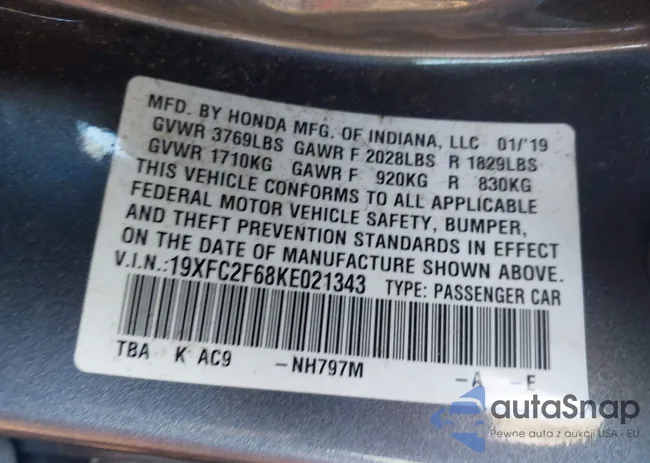 MFD. BY HONDA MFG. OF INDIANA, LLC 01/'19
GVWR 3769LBS GAWR F 2028LBS R 1829LBS
GVWR 1710KG GAWR F 920KG R 830KG
THIS VEHICLE CONFORMS TO ALL APPLICABLE
FEDERAL MOTOR VEHICLE SAFETY, BUMPER,
AND THEFT PREVENTION STANDARDS IN EFFECT
ON THE DATE OF MANUFACTURE SHOWN ABOVE.
V.I.N.:19XFC2F68KE021343 TYPE: PASSENGER CAR
TBA K AC9 -NH797M -A -E
autaSnap
Pewne auta z aukcji USA i EU